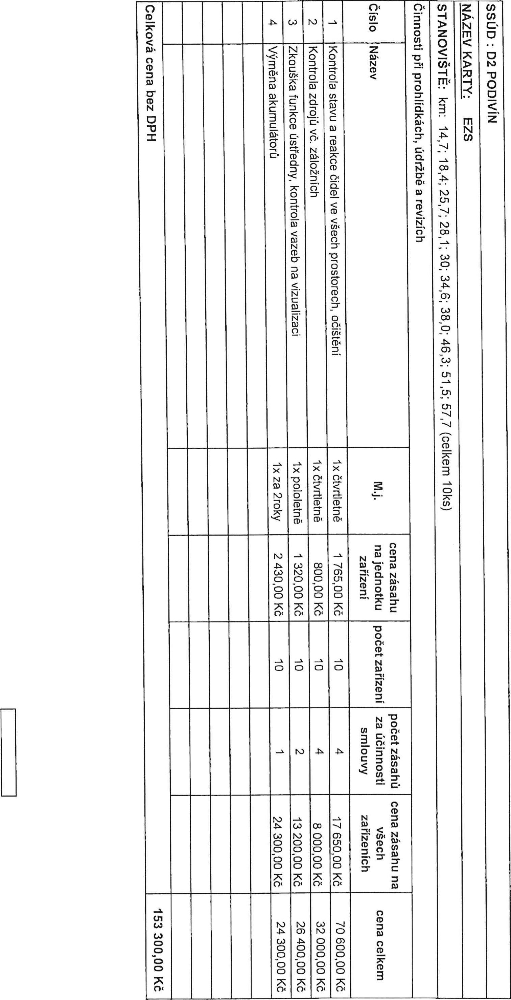 SSÚD : D2 PODIVÍN
NÁZEV KARTY: EZS
STANOVIŠTĚ: km: 14,7; 18,4; 25,7; 28,1; 30; 34,6; 38,0; 46,3; 51,5; 57,7 (celkem 10ks)
Činnosti při prohlídkách, údržbě a revizích
Číslo Název M.j. cena zásahu na jednotku zařízení počet zařízení počet zásahů za účinnosti smlouvy cena zásahu na všech zařízeních cena celkem
1 Kontrola stavu a reakce čidel ve všech prostorech, očištění 1x čtvrtletně 1 765,00 Kč 10 4 17 650,00 Kč 70 600,00 Kč
2 Kontrola zdrojů vč. záložních 1x čtvrtletně 800,00 Kč 10 4 8 000,00 Kč 32 000,00 Kč
3 Zkouška funkce ústředny, kontrola vazeb na vizualizaci 1x pololetně 1 320,00 Kč 10 2 13 200,00 Kč 26 400,00 Kč
4 Výměna akumulátorů 1x za 2roky 2 430,00 Kč 10 1 24 300,00 Kč 24 300,00 Kč
Celková cena bez DPH 153 300,00 Kč